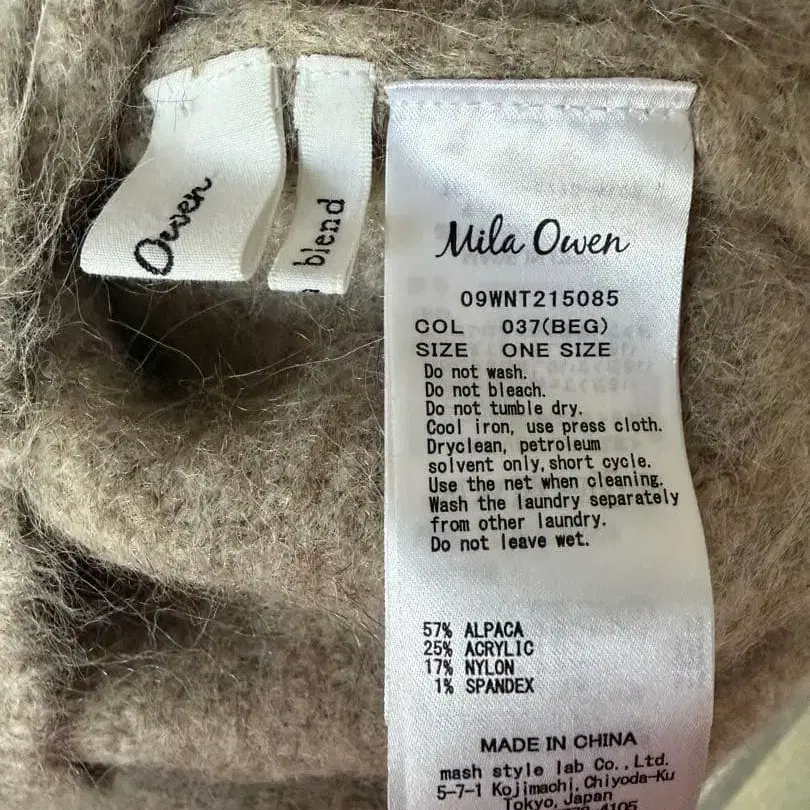 Owen
blend
Mila Owen
09WNT215085
COL 037(BEG)
SIZE ONE SIZE
Do not wash.
Do not bleach.
Do not tumble dry.
Cool iron, use press cloth.
Dryclean, petroleum
solvent only, short cycle.
Use the net when cleaning.
Wash the laundry separately
from other laundry.
Do not leave wet.
57% ALPACA
25% ACRYLIC
17% NYLON
1% SPANDEX
MADE IN CHINA
mash style lab Co.,Ltd.
5-7-1 Kojimachi, Chiyoda-Ku
Tokyo, Japan